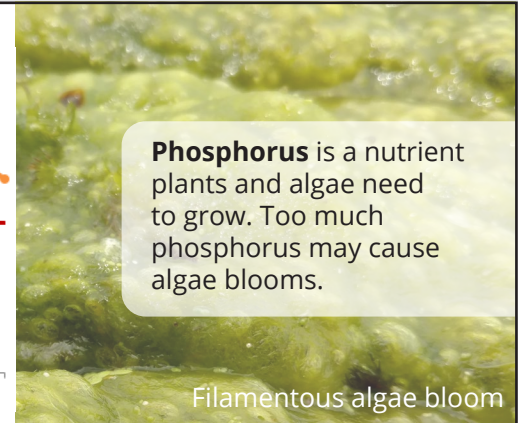 Phosphorus is a nutrient
plants and algae need
to grow. Too much
phosphorus may cause
algae blooms.
Filamentous algae bloom